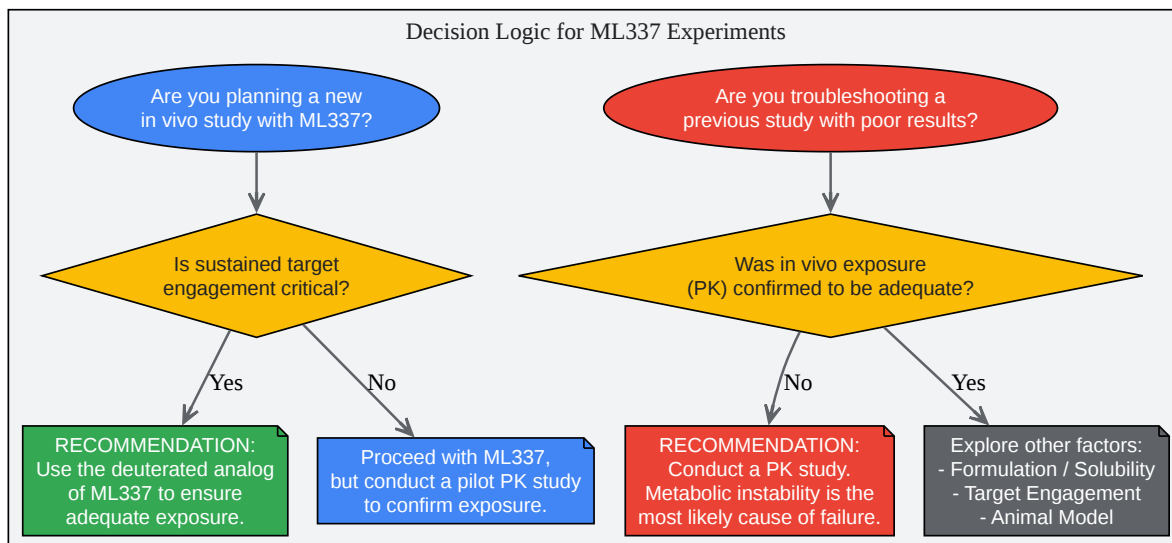 Decision Logic for ML337 Experiments
Are you planning a new
in vivo study with ML337?
Are you troubleshooting a
previous study with poor results?
Is sustained target
engagement critical?
Was in vivo exposure
(PK) confirmed to be adequate?
Yes
No
No
Yes
RECOMMENDATION:
Use the deuterated analog
of ML337 to ensure
adequate exposure.
Proceed with ML337,
but conduct a pilot PK study
to confirm exposure.
RECOMMENDATION:
Conduct a PK study.
Metabolic instability is the
most likely cause of failure.
Explore other factors:
- Formulation / Solubility
- Target Engagement
- Animal Model